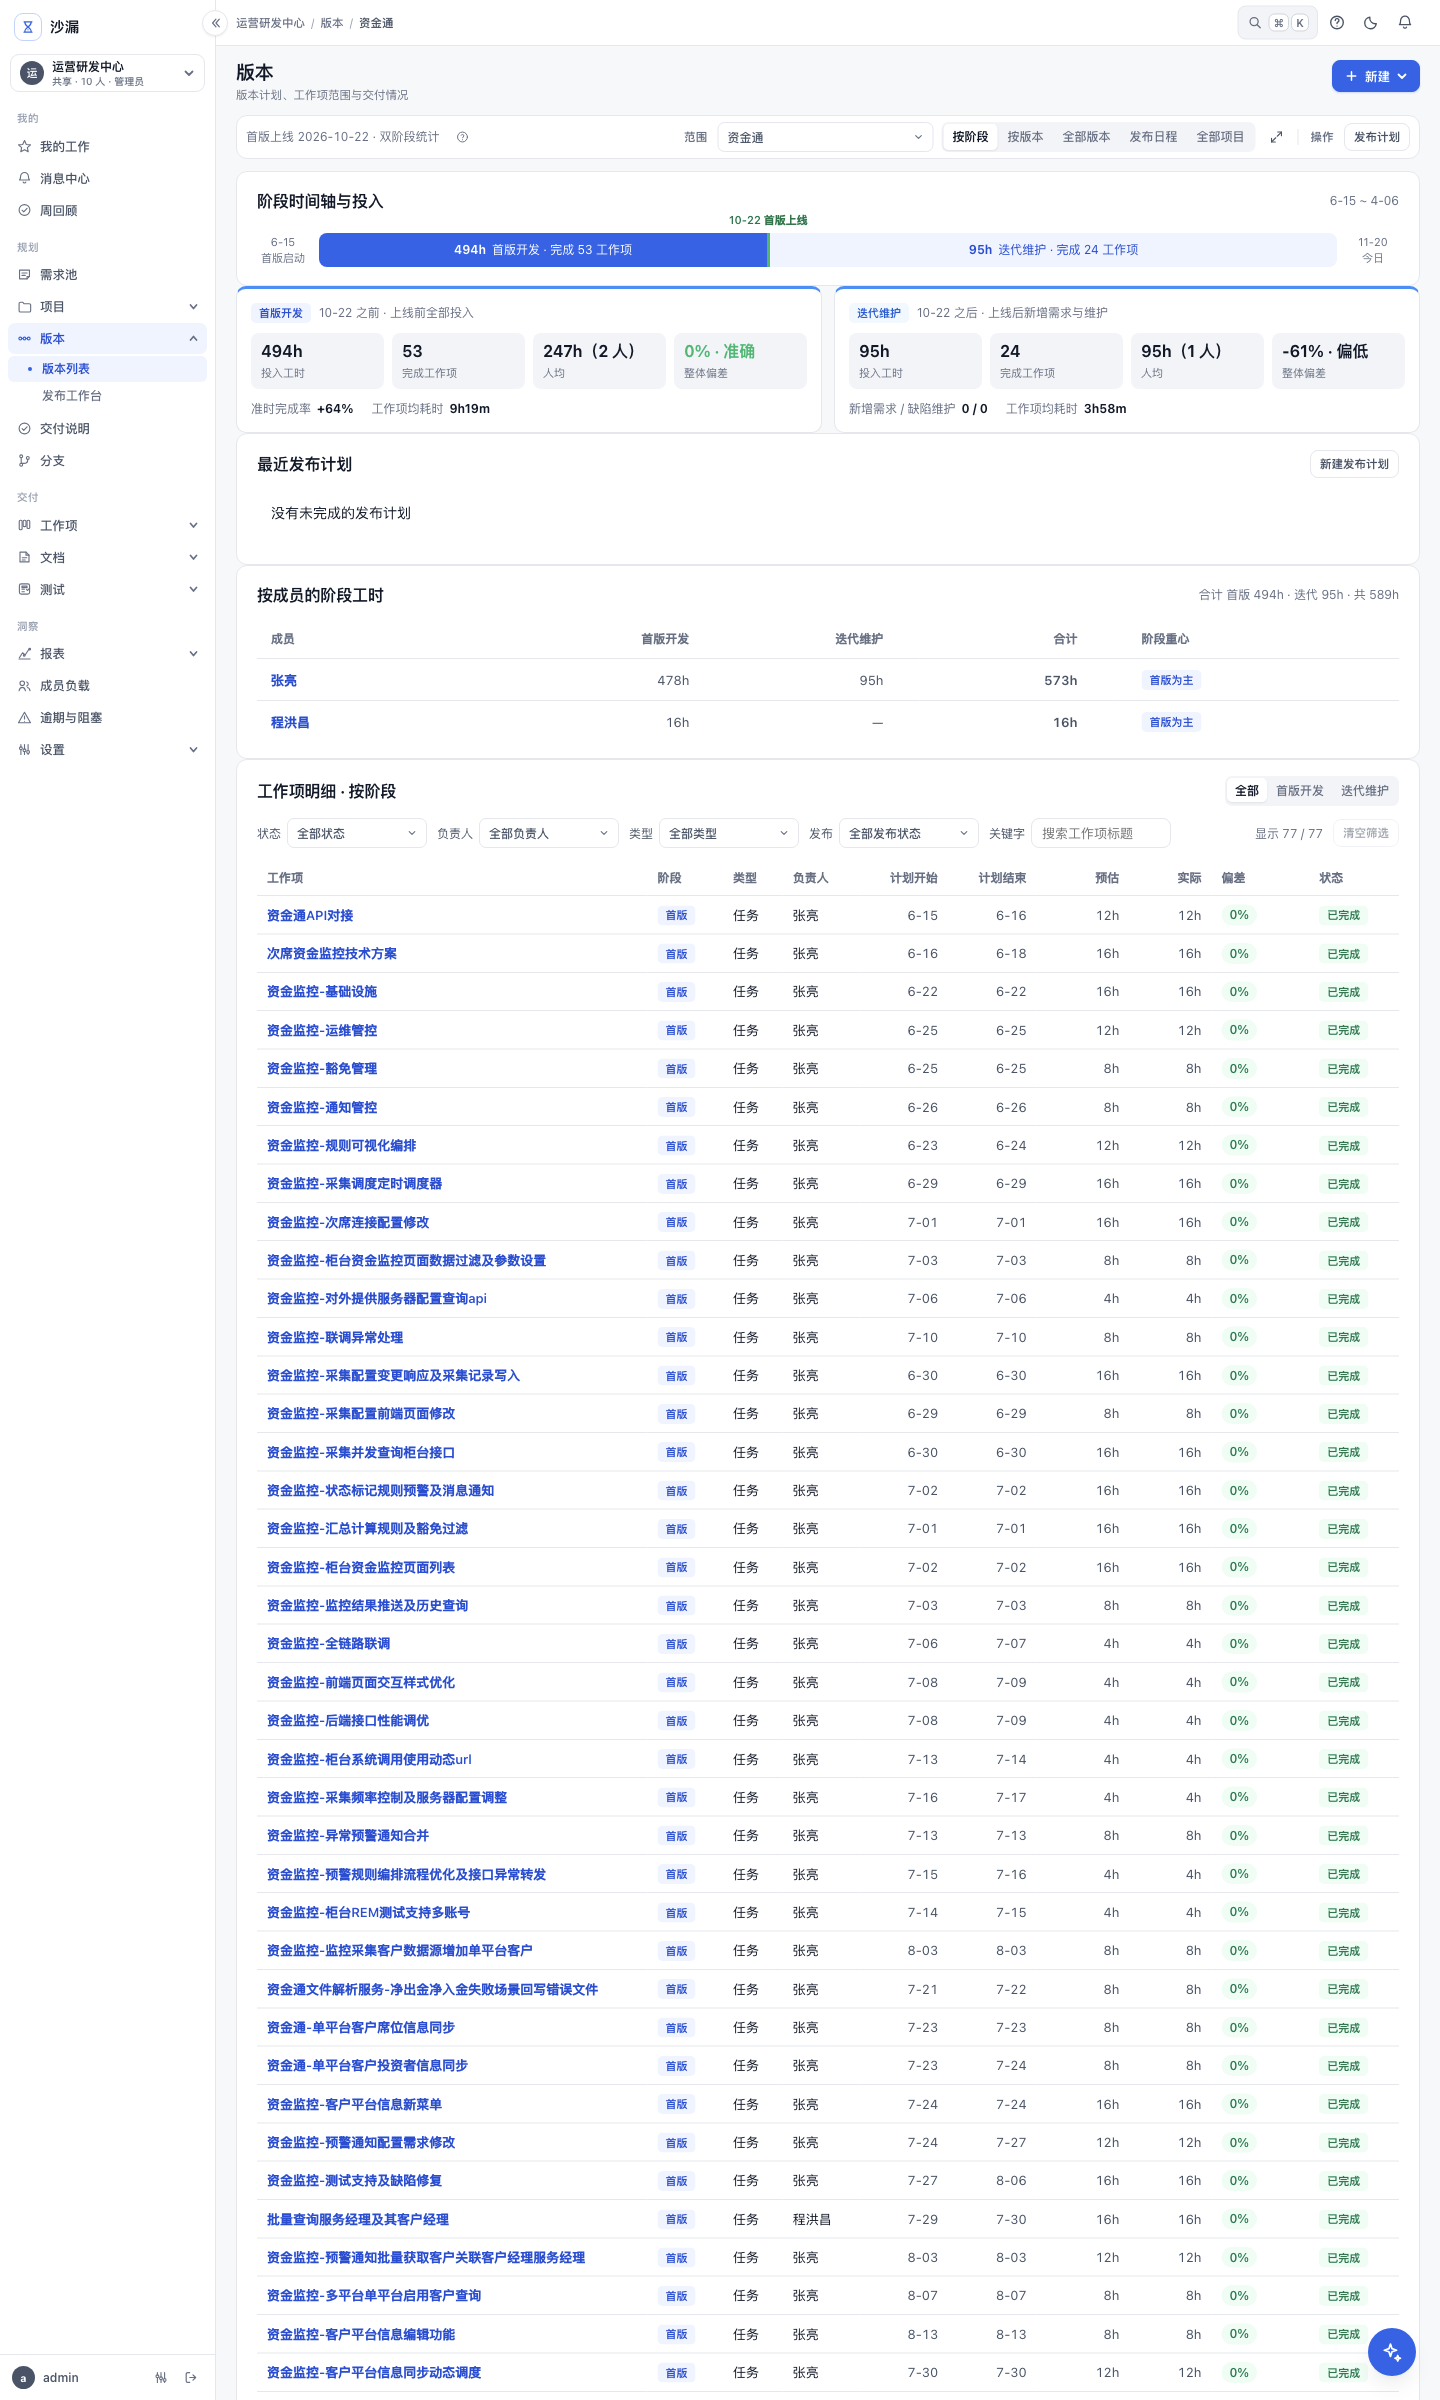 沙漏
运
运营研发中心
共享 · 10 人 · 管理员
我的
我的工作
消息中心
周回顾
规划
需求池
项目
版本
版本列表
发布工作台
交付说明
分支
交付
工作项
文档
测试
洞察
报表
成员负载
逾期与阻塞
设置
a admin
运营研发中心 / 版本 / 资金通
⌘ K
版本
版本计划、工作项范围与交付情况
新建
首版上线 2026-10-22 · 双阶段统计
范围 资金通 按阶段 按版本 全部版本 发布日程 全部项目 操作 发布计划
阶段时间轴与投入 6-15 ~ 4-06
10-22 首版上线
6-15
首版启动
494h 首版开发 · 完成 53 工作项
95h 迭代维护 · 完成 24 工作项
11-20
今日
首版开发 10-22 之前 · 上线前全部投入
494h
投入工时
53
完成工作项
247h（2 人）
人均
0% · 准确
整体偏差
准时完成率 +64% 工作项均耗时 9h19m
迭代维护 10-22 之后 · 上线后新增需求与维护
95h
投入工时
24
完成工作项
95h（1 人）
人均
-61% · 偏低
整体偏差
新增需求 / 缺陷维护 0 / 0 工作项均耗时 3h58m
最近发布计划 新建发布计划
没有未完成的发布计划
按成员的阶段工时 合计 首版 494h · 迭代 95h · 共 589h
成员 首版开发 迭代维护 合计 阶段重心
张亮 478h 95h 573h 首版为主
程洪昌 16h — 16h 首版为主
工作项明细 · 按阶段 全部 首版开发 迭代维护
状态 全部状态 负责人 全部负责人 类型 全部类型 发布 全部发布状态 关键字 搜索工作项标题 显示 77 / 77 清空筛选
工作项 阶段 类型 负责人 计划开始 计划结束 预估 实际 偏差 状态
资金通API对接 首版 任务 张亮 6-15 6-16 12h 12h 0% 已完成
次席资金监控技术方案 首版 任务 张亮 6-16 6-18 16h 16h 0% 已完成
资金监控-基础设施 首版 任务 张亮 6-22 6-22 16h 16h 0% 已完成
资金监控-运维管控 首版 任务 张亮 6-25 6-25 12h 12h 0% 已完成
资金监控-豁免管理 首版 任务 张亮 6-25 6-25 8h 8h 0% 已完成
资金监控-通知管控 首版 任务 张亮 6-26 6-26 8h 8h 0% 已完成
资金监控-规则可视化编排 首版 任务 张亮 6-23 6-24 12h 12h 0% 已完成
资金监控-采集调度定时调度器 首版 任务 张亮 6-29 6-29 16h 16h 0% 已完成
资金监控-次席连接配置修改 首版 任务 张亮 7-01 7-01 16h 16h 0% 已完成
资金监控-柜台资金监控页面数据过滤及参数设置 首版 任务 张亮 7-03 7-03 8h 8h 0% 已完成
资金监控-对外提供服务器配置查询api 首版 任务 张亮 7-06 7-06 4h 4h 0% 已完成
资金监控-联调异常处理 首版 任务 张亮 7-10 7-10 8h 8h 0% 已完成
资金监控-采集配置变更响应及采集记录写入 首版 任务 张亮 6-30 6-30 16h 16h 0% 已完成
资金监控-采集配置前端页面修改 首版 任务 张亮 6-29 6-29 8h 8h 0% 已完成
资金监控-采集并发查询柜台接口 首版 任务 张亮 6-30 6-30 16h 16h 0% 已完成
资金监控-状态标记规则预警及消息通知 首版 任务 张亮 7-02 7-02 16h 16h 0% 已完成
资金监控-汇总计算规则及豁免过滤 首版 任务 张亮 7-01 7-01 16h 16h 0% 已完成
资金监控-柜台资金监控页面列表 首版 任务 张亮 7-02 7-02 16h 16h 0% 已完成
资金监控-监控结果推送及历史查询 首版 任务 张亮 7-03 7-03 8h 8h 0% 已完成
资金监控-全链路联调 首版 任务 张亮 7-06 7-07 4h 4h 0% 已完成
资金监控-前端页面交互样式优化 首版 任务 张亮 7-08 7-09 4h 4h 0% 已完成
资金监控-后端接口性能调优 首版 任务 张亮 7-08 7-09 4h 4h 0% 已完成
资金监控-柜台系统调用使用动态url 首版 任务 张亮 7-13 7-14 4h 4h 0% 已完成
资金监控-采集频率控制及服务器配置调整 首版 任务 张亮 7-16 7-17 4h 4h 0% 已完成
资金监控-异常预警通知合并 首版 任务 张亮 7-13 7-13 8h 8h 0% 已完成
资金监控-预警规则编排流程优化及接口异常转发 首版 任务 张亮 7-15 7-16 4h 4h 0% 已完成
资金监控-柜台REM测试支持多账号 首版 任务 张亮 7-14 7-15 4h 4h 0% 已完成
资金监控-监控采集客户数据源增加单平台客户 首版 任务 张亮 8-03 8-03 8h 8h 0% 已完成
资金通文件解析服务-净出金净入金失败场景回写错误文件 首版 任务 张亮 7-21 7-22 8h 8h 0% 已完成
资金通-单平台客户席位信息同步 首版 任务 张亮 7-23 7-23 8h 8h 0% 已完成
资金通-单平台客户投资者信息同步 首版 任务 张亮 7-23 7-24 8h 8h 0% 已完成
资金监控-客户平台信息新菜单 首版 任务 张亮 7-24 7-24 16h 16h 0% 已完成
资金监控-预警通知配置需求修改 首版 任务 张亮 7-24 7-27 12h 12h 0% 已完成
资金监控-测试支持及缺陷修复 首版 任务 张亮 7-27 8-06 16h 16h 0% 已完成
批量查询服务经理及其客户经理 首版 任务 程洪昌 7-29 7-30 16h 16h 0% 已完成
资金监控-预警通知批量获取客户关联客户经理服务经理 首版 任务 张亮 8-03 8-03 12h 12h 0% 已完成
资金监控-多平台单平台启用客户查询 首版 任务 张亮 8-07 8-07 8h 8h 0% 已完成
资金监控-客户平台信息编辑功能 首版 任务 张亮 8-13 8-13 8h 8h 0% 已完成
资金监控-客户平台信息同步动态调度 首版 任务 张亮 7-30 7-30 12h 12h 0% 已完成